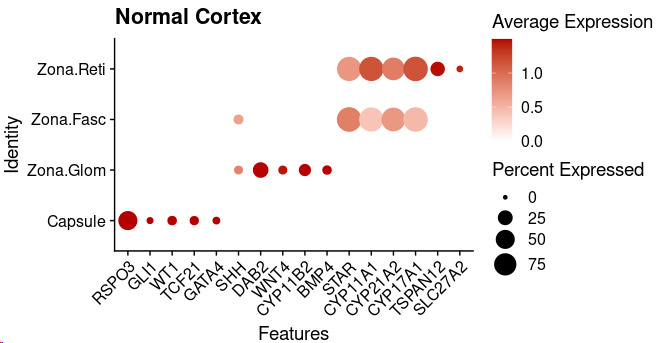 Normal Cortex
Identity
Zona.Reti
Zona.Fasc
Zona.Glom
Capsule
RSPO3
GLI1
WT1
TCF21
GATA4
SHH
DAB2
WNT4
CYP11B2
BMP4
STAR
CYP11A1
CYP21A2
CYP17A1
TSPAN12
SLC27A2
Features
Average Expression
1.0
0.5
0.0
Percent Expressed
0
25
50
75